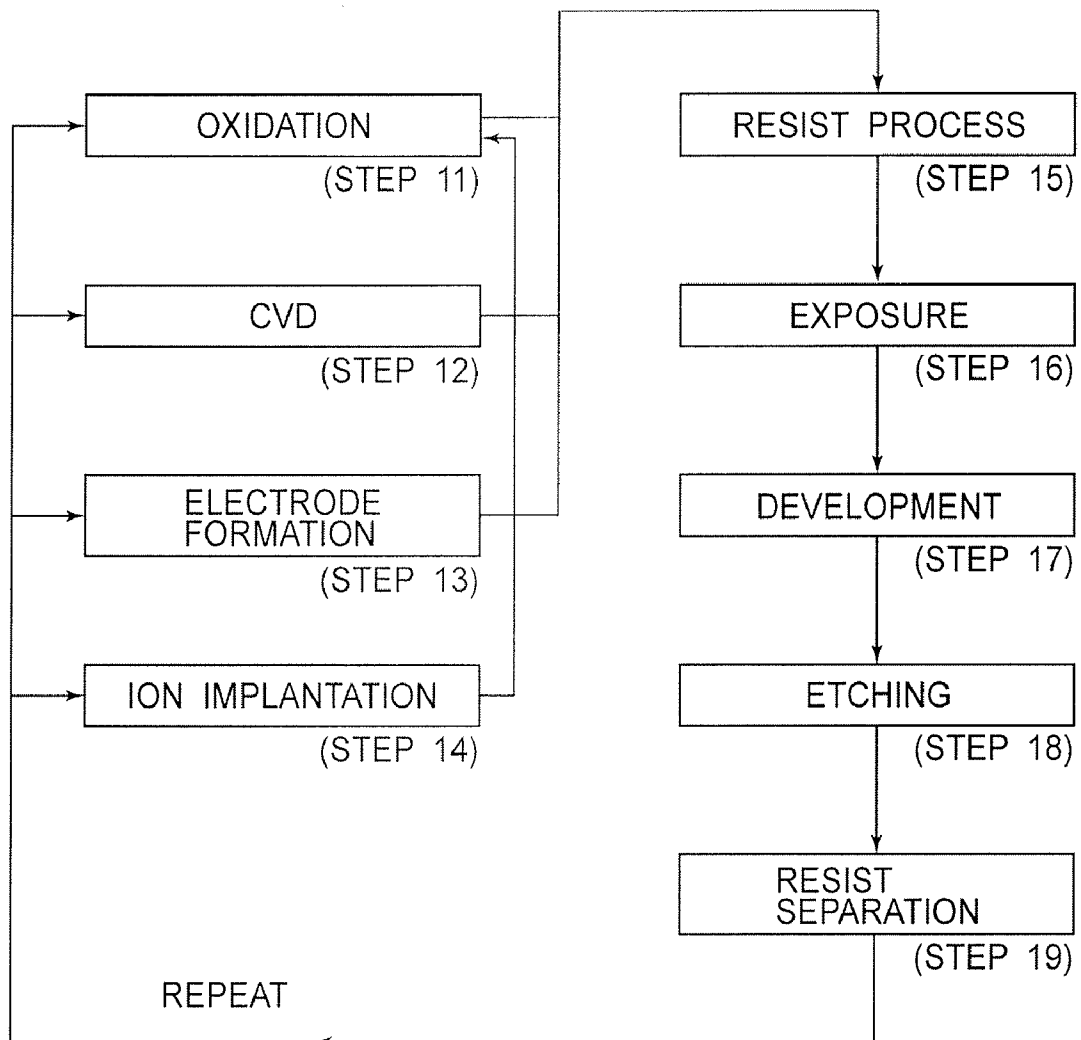 OXIDATION
(STEP 11)
CVD
(STEP 12)
ELECTRODE
FORMATION
(STEP 13)
ION IMPLANTATION
(STEP 14)
REPEAT
RESIST PROCESS
(STEP 15)
EXPOSURE
(STEP 16)
DEVELOPMENT
(STEP 17)
ETCHING
(STEP 18)
RESIST
SEPARATION
(STEP 19)